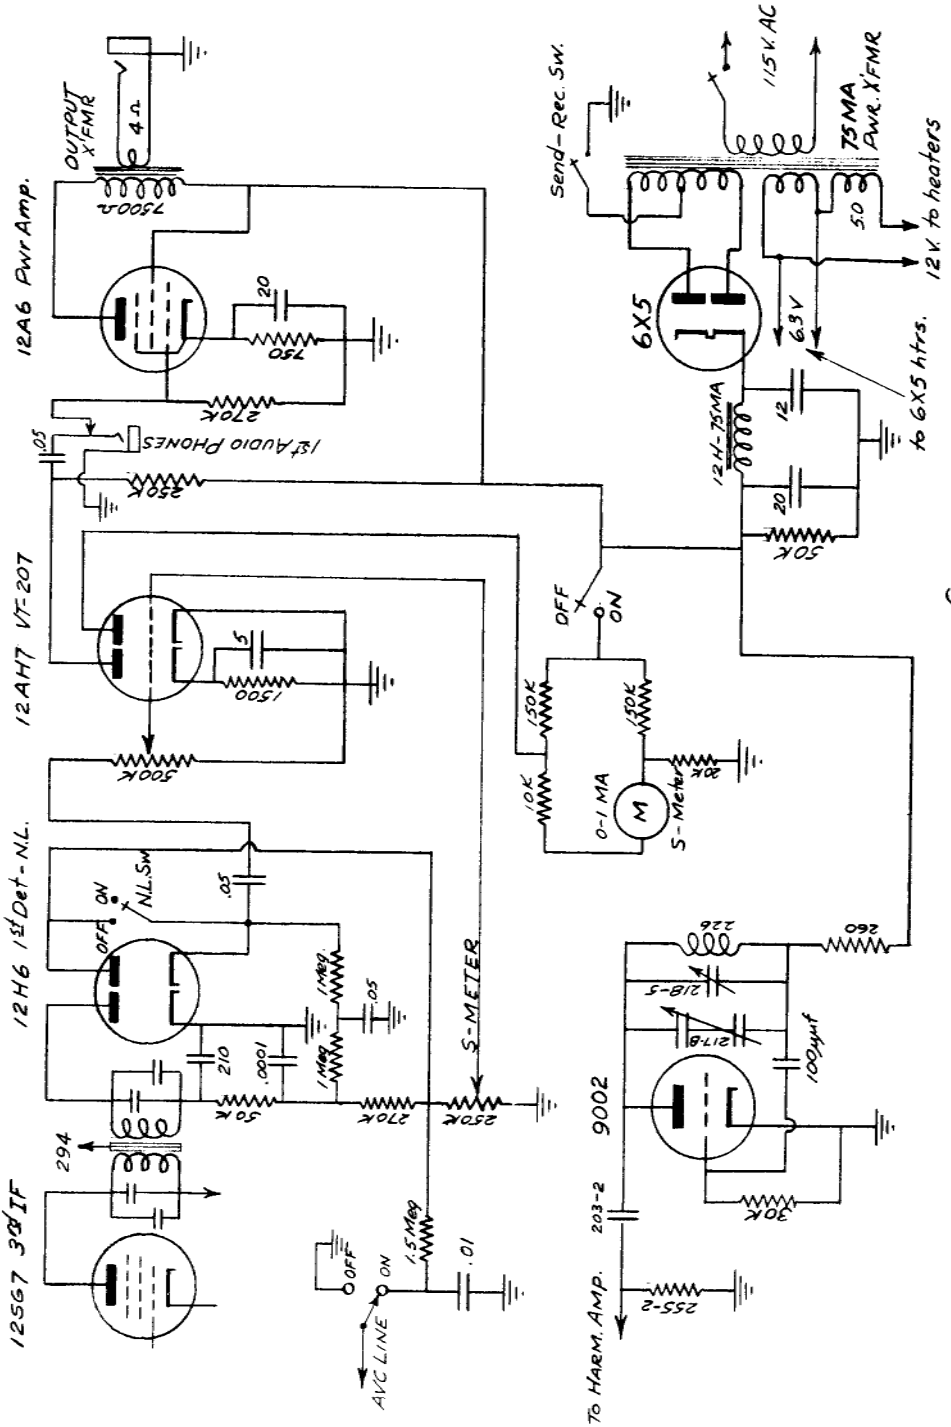 12SG7 3rd IF
294
12H6 1st Det-N.L.
OFF
ON
N.L.Sw
210
50K
.0001
1 Meg
1 Meg.
.05
.05
270K
250K
S-METER
1.5 Meg
.01
OFF
ON
AVC LINE
12AH7 VT-207
500K
1500
5
.05
250K
1st AUDIO PHONES
12A6 Pwr Amp.
270K
750
20
OUTPUT
X'FMR
7500Ω
4Ω
OFF
ON
150K
10K
150K
0-1 MA
M
S-Meter
20K
Send-Rec. Sw.
115 V. AC
75 MA
PWR. X'FMR
5.0
12V. to heaters
6.3 V
to 6X5 htrs.
6X5
12H-75MA
12
20
50K
9002
203-2
TO HARM. AMP.
255-2
30K
100μμf
217-B
218-5
226
260